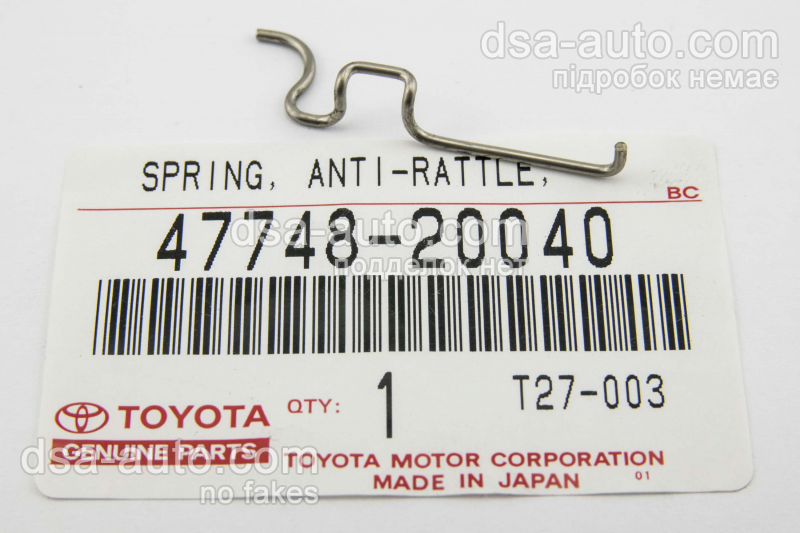 dsa-auto.com
підробок немає
SPRING, ANTI-RATTLE,
BC
47748-20040
dsa-auto.com
подделок нет
QTY: 1 T27-003
TOYOTA
GENUINE PARTS
dsa-auto.com
no fakes
TOYOTA MOTOR CORPORATION
MADE IN JAPAN 01